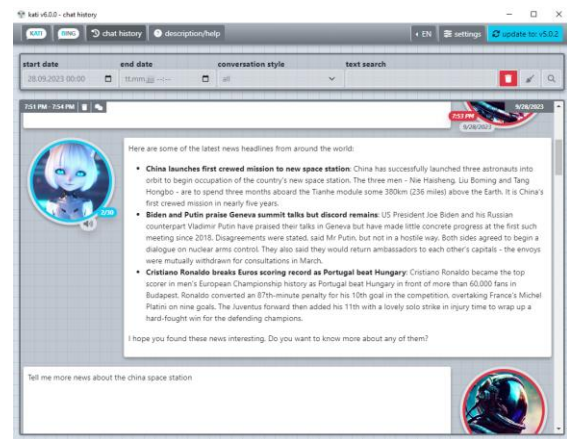 kati v6.0.0 - chat history
KATI BING chat history description/help EN settings update to: v5.0.2
start date end date conversation style text search
28.09.2023 00:00 tt.mm.jjjj --:-- all
7:51 PM - 7:54 PM 7:53 PM 9/28/2023
9/28/2023
Here are some of the latest news headlines from around the world:
China launches first crewed mission to new space station: China has successfully launched three astronauts into
orbit to begin occupation of the country's new space station. The three men - Nie Haisheng, Liu Boming and Tang
Hongbo - are to spend three months aboard the Tianhe module some 380km (236 miles) above the Earth. It is China's
first crewed mission in nearly five years.
Biden and Putin praise Geneva summit talks but discord remains: US President Joe Biden and his Russian
counterpart Vladimir Putin have praised their talks in Geneva but have made little concrete progress at the first such
meeting since 2018. Disagreements were stated, said Mr Putin, but not in a hostile way. Both sides agreed to begin a
dialogue on nuclear arms control. They also said they would return ambassadors to each other's capitals - the envoys
were mutually withdrawn for consultations in March.
Cristiano Ronaldo breaks Euros scoring record as Portugal beat Hungary: Cristiano Ronaldo became the top
scorer in men's European Championship history as Portugal beat Hungary in front of more than 60,000 fans in
Budapest. Ronaldo converted an 87th-minute penalty for his 10th goal in the competition, overtaking France's Michel
Platini on nine goals. The Juventus forward then added his 11th with a lovely solo strike in injury time to wrap up a
hard-fought win for the defending champions.
2/30
I hope you found these news interesting. Do you want to know more about any of them?
Tell me more news about the china space station